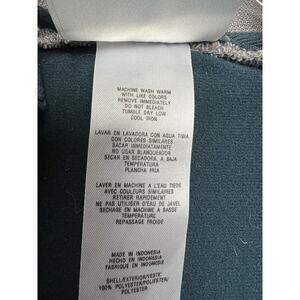 MACHINE WASH WARM
WITH LIKE COLORS
REMOVE IMMEDIATELY
DO NOT BLEACH
TUMBLE DRY LOW
COOL IRON
LAVAR EN LAVADORA CON AGUA TIBIA
CON COLORES SIMILARES
SACAR INMEDIATAMENTE
NO USAR BLANQUEADOR
SECAR EN SECADORA, A BAJA
TEMPERATURA
PLANCHA FRIA
LAVER EN MACHINE A L'EAU TIEDE
AVEC COULEURS SIMILAIRES
RETIRER RAPIDEMENT
NE PAS UTILISER D'EAU DE JAVEL
SECHAGE EN MACHINE A BASSE
TEMPERATURE
REPASSAGE FROIDE
MADE IN INDONESIA
HECHO EN INDONESIA
FABRIQUE EN INDONESIE
SHELL/EXTERIOR/VESTE:
100% POLYESTER/POLIESTER/
POLYESTER